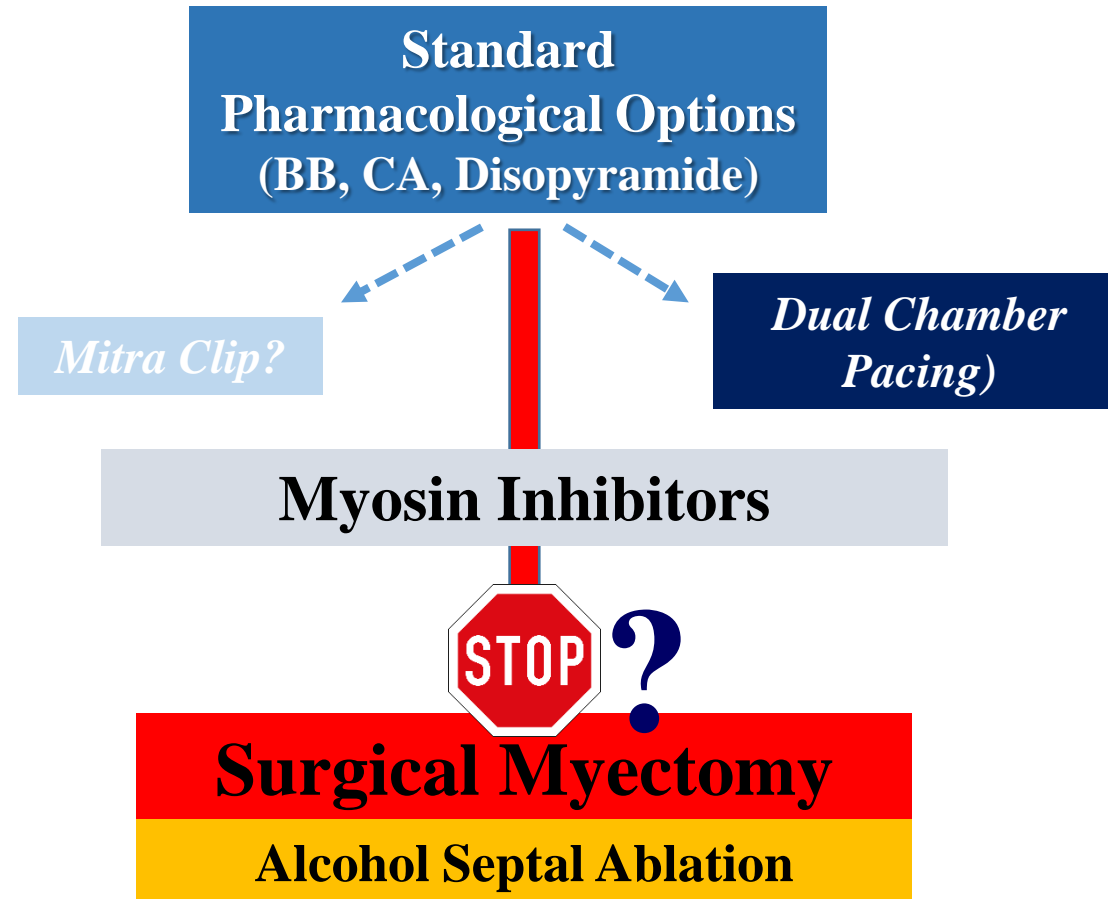 Standard
Pharmacological Options
(BB, CA, Disopyramide)
Mitra Clip?
Dual Chamber
Pacing)
Myosin Inhibitors
STOP
?
Surgical Myectomy
Alcohol Septal Ablation